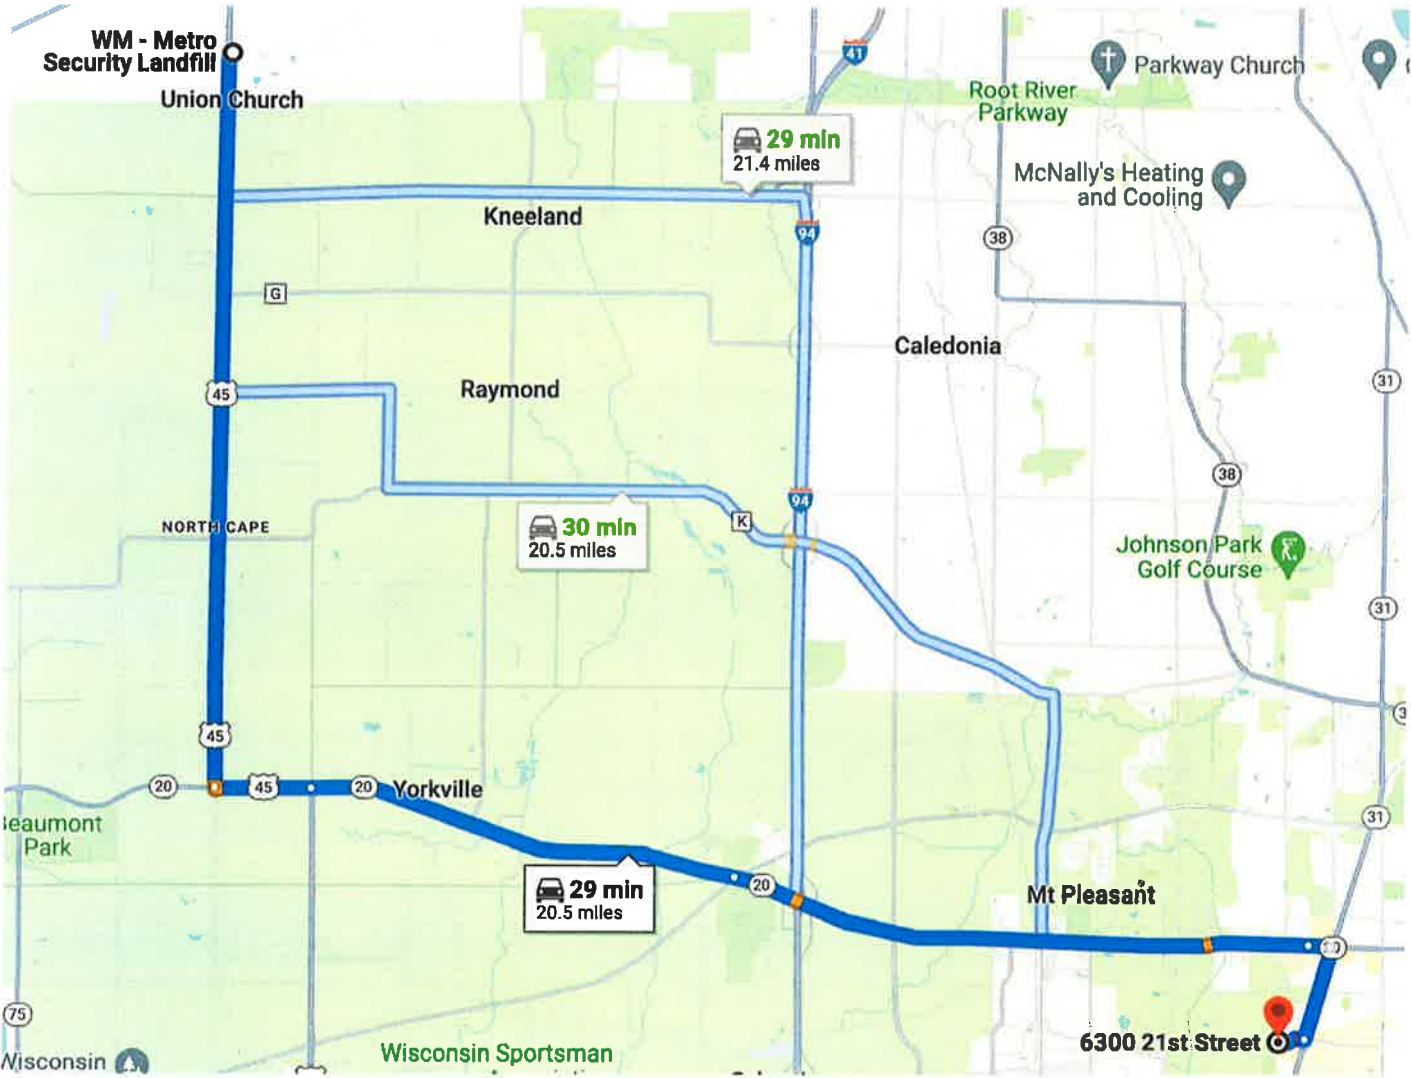 WM - Metro
Security Landfill
Union Church
41
Parkway Church
Root River
Parkway
29 min
21.4 miles
McNally's Heating
and Cooling
Kneeland
94
38
G
Caledonia
45
Raymond
31
38
94
K
NORTH CAPE
30 min
20.5 miles
Johnson Park
Golf Course
31
45
20
45
20
Yorkville
31
Beaumont
Park
29 min
20.5 miles
20
Mt Pleasant
20
75
6300 21st Street
Wisconsin
Wisconsin Sportsman